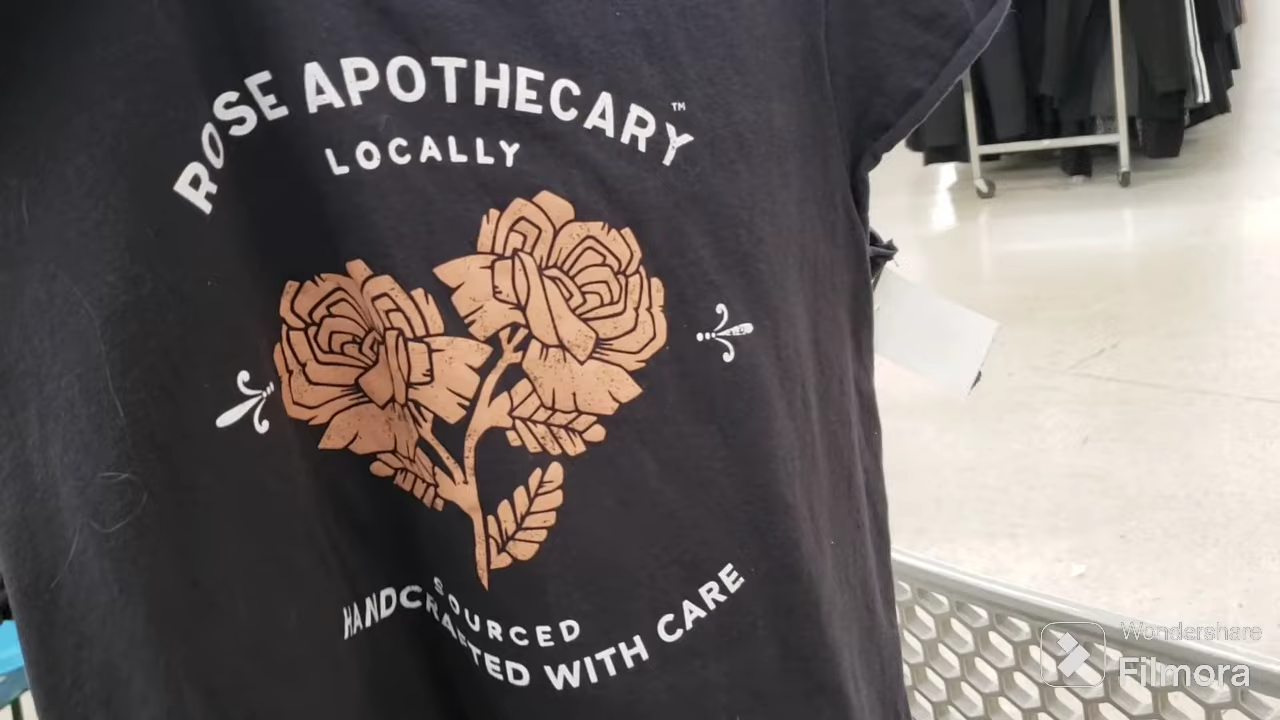 ROSE APOTHECARY™
LOCALLY
SOURCED
HANDCRAFTED WITH CARE
Wondershare
Filmora